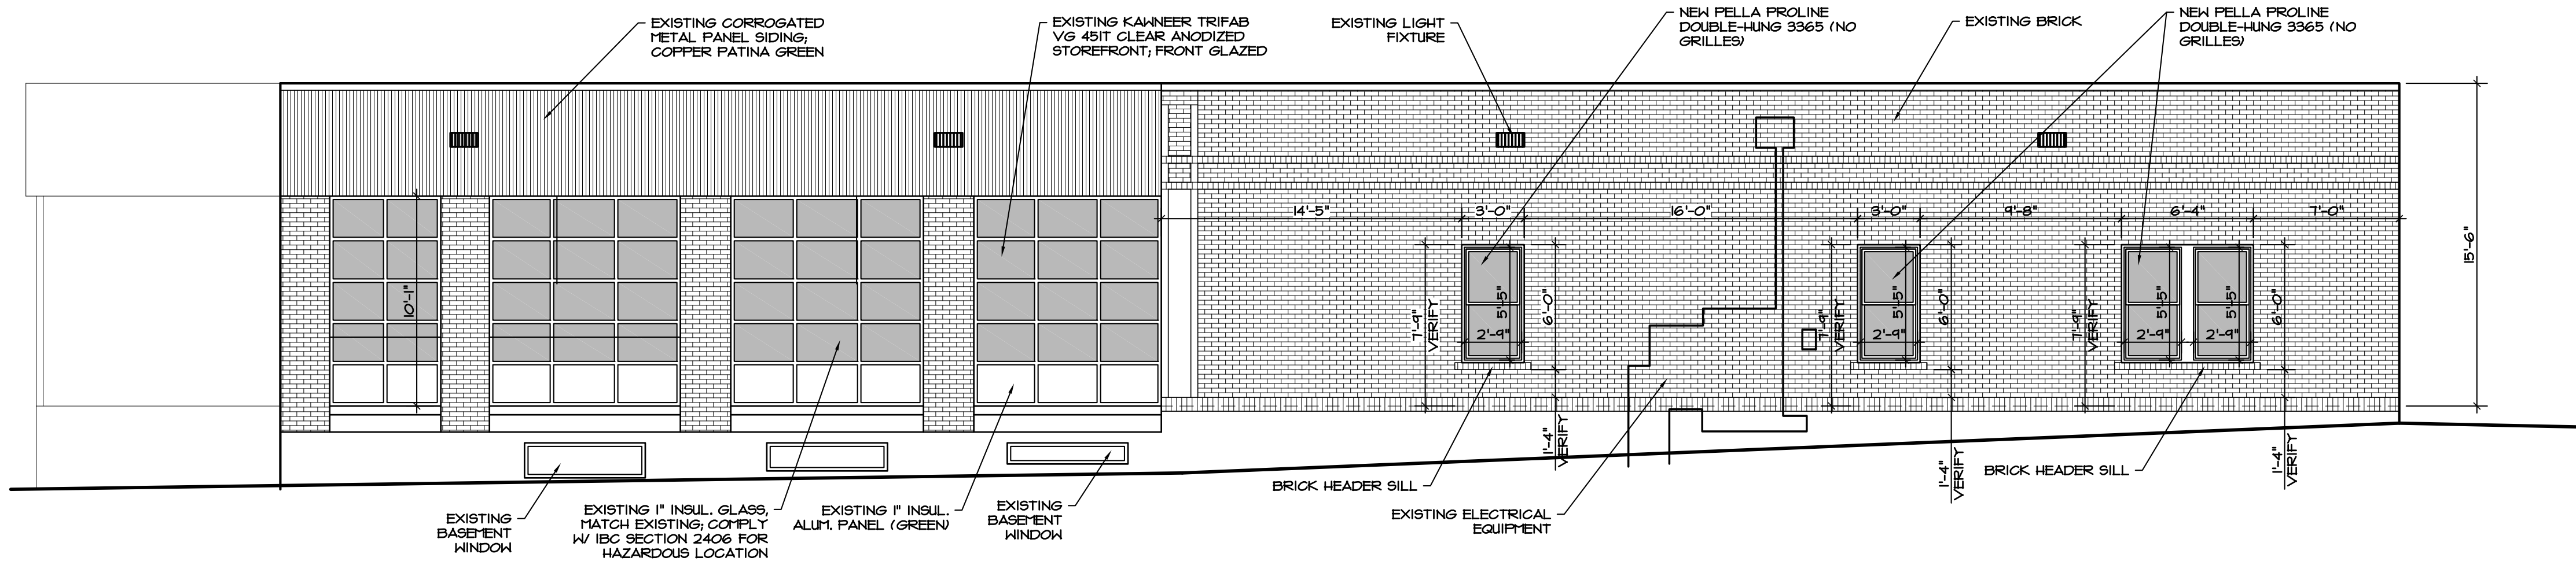 EXISTING CORROGATED
METAL PANEL SIDING;
COPPER PATINA GREEN
EXISTING KAWNEER TRIFAB
VG 451T CLEAR ANODIZED
STOREFRONT; FRONT GLAZED
EXISTING LIGHT
FIXTURE
NEW PELLA PROLINE
DOUBLE-HUNG 3365 (NO
GRILLES)
EXISTING BRICK
NEW PELLA PROLINE
DOUBLE-HUNG 3365 (NO
GRILLES)
14'-5"
3'-0"
16'-0"
3'-0"
9'-8"
6'-4"
7'-0"
15'-6"
10'-1"
7'-9"
VERIFY
5'-5"
2'-9"
6'-0"
1'-4"
VERIFY
7'-9"
VERIFY
5'-5"
2'-9"
6'-0"
1'-4"
VERIFY
7'-9"
VERIFY
5'-5"
2'-9"
5'-5"
2'-9"
6'-0"
1'-4"
VERIFY
BRICK HEADER SILL
BRICK HEADER SILL
EXISTING
BASEMENT
WINDOW
EXISTING 1" INSUL. GLASS,
MATCH EXISTING; COMPLY
W/ IBC SECTION 2406 FOR
HAZARDOUS LOCATION
EXISTING 1" INSUL.
ALUM. PANEL (GREEN)
EXISTING
BASEMENT
WINDOW
EXISTING ELECTRICAL
EQUIPMENT